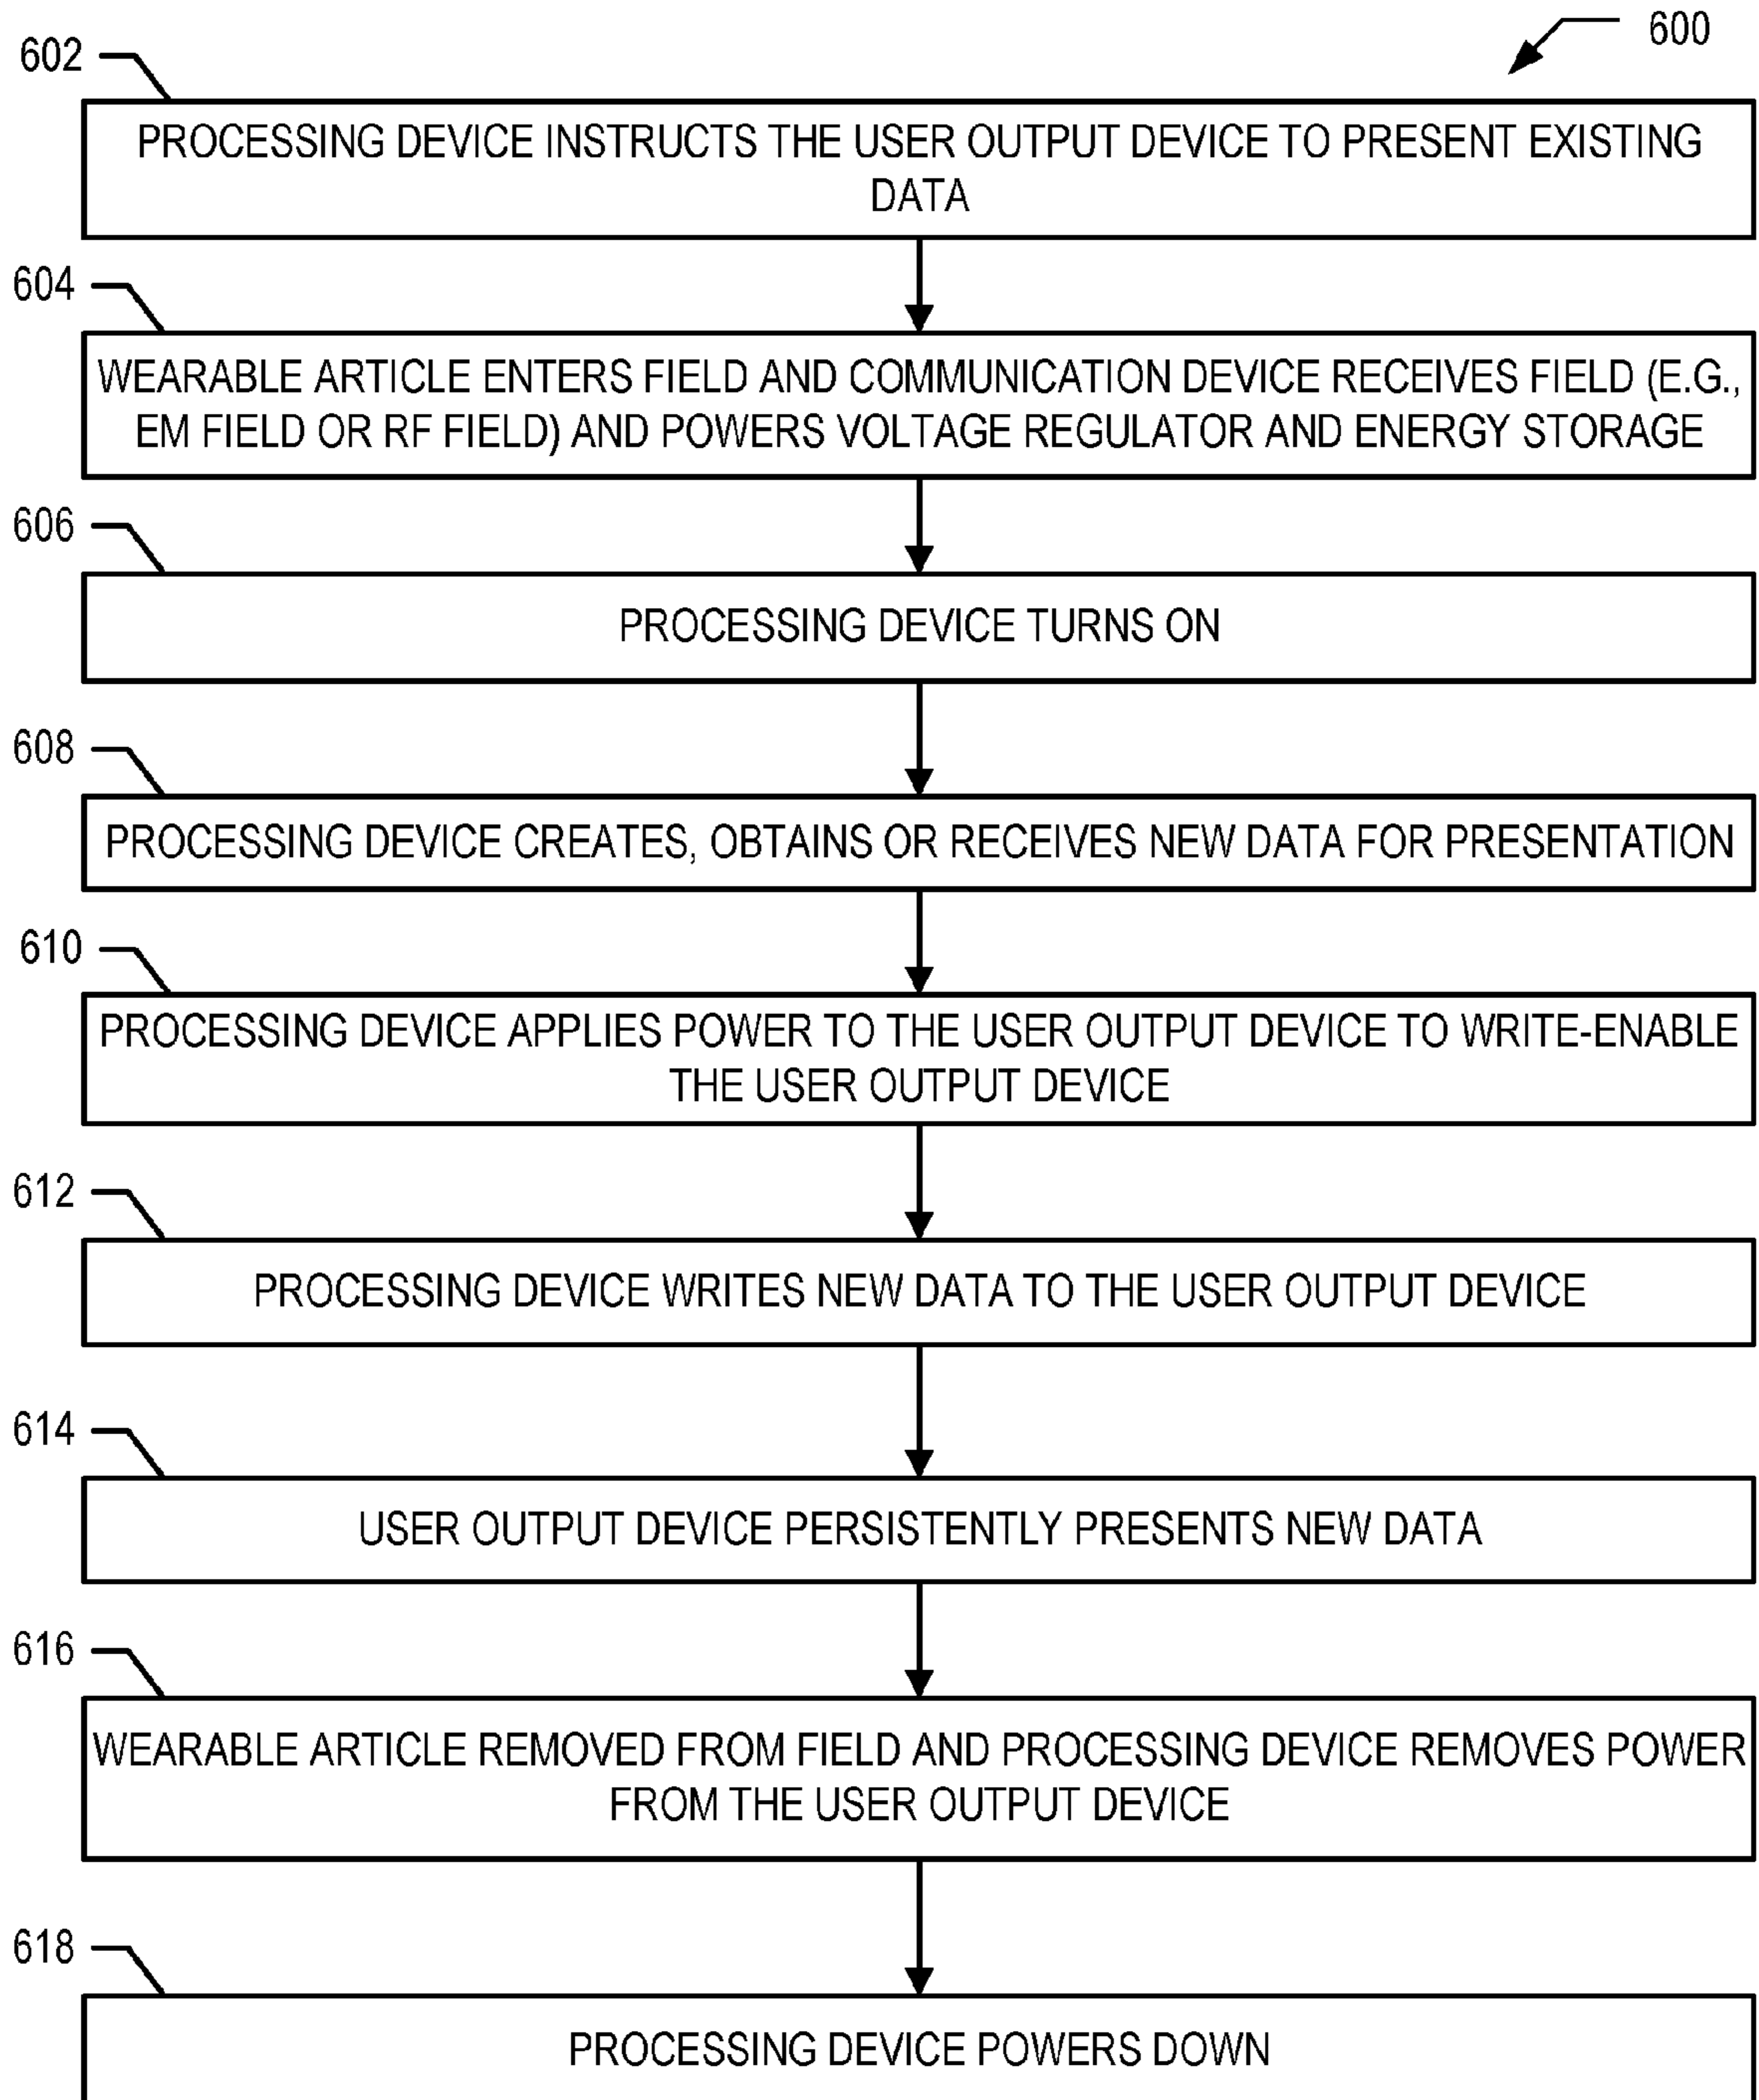 600
602
PROCESSING DEVICE INSTRUCTS THE USER OUTPUT DEVICE TO PRESENT EXISTING
DATA
604
WEARABLE ARTICLE ENTERS FIELD AND COMMUNICATION DEVICE RECEIVES FIELD (E.G.,
EM FIELD OR RF FIELD) AND POWERS VOLTAGE REGULATOR AND ENERGY STORAGE
606
PROCESSING DEVICE TURNS ON
608
PROCESSING DEVICE CREATES, OBTAINS OR RECEIVES NEW DATA FOR PRESENTATION
610
PROCESSING DEVICE APPLIES POWER TO THE USER OUTPUT DEVICE TO WRITE-ENABLE
THE USER OUTPUT DEVICE
612
PROCESSING DEVICE WRITES NEW DATA TO THE USER OUTPUT DEVICE
614
USER OUTPUT DEVICE PERSISTENTLY PRESENTS NEW DATA
616
WEARABLE ARTICLE REMOVED FROM FIELD AND PROCESSING DEVICE REMOVES POWER
FROM THE USER OUTPUT DEVICE
618
PROCESSING DEVICE POWERS DOWN